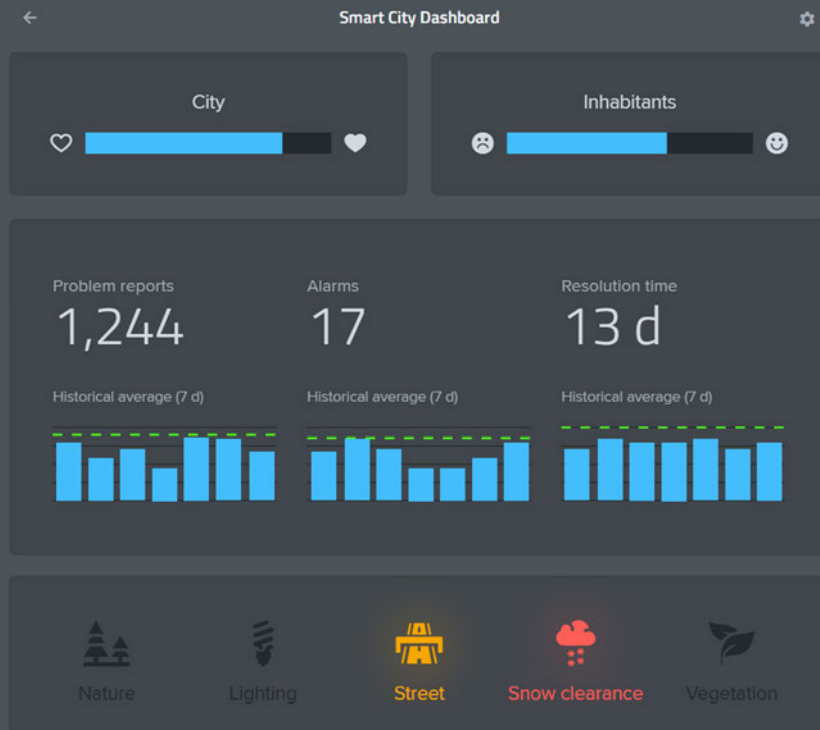 Smart City Dashboard
City
Inhabitants
Problem reports
Alarms
Resolution time
1,244
17
13 d
Historical average (7 d)
Historical average (7 d)
Historical average (7 d)
Nature
Lighting
Street
Snow clearance
Vegetation